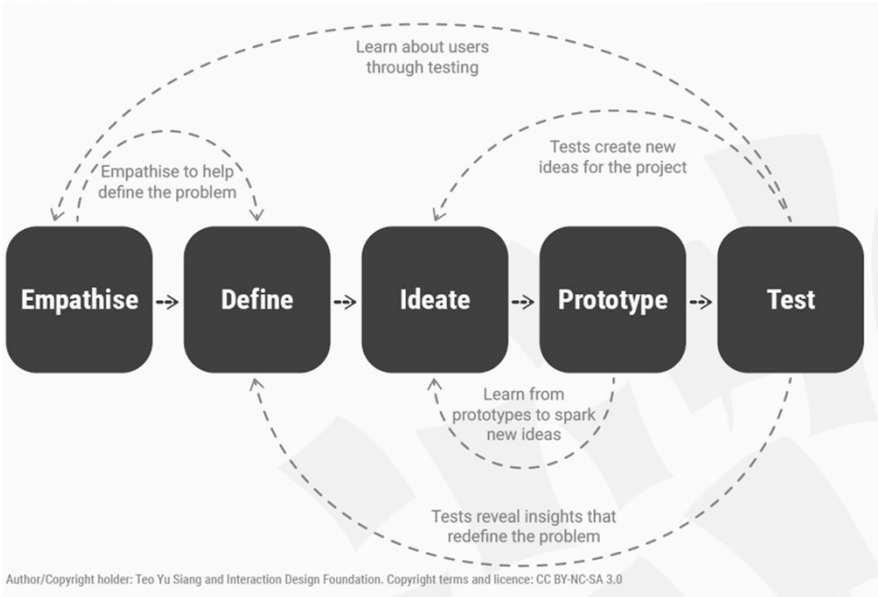 Learn about users
through testing
Tests create new
ideas for the project
Empathise to help
define the problem
Empathise
Define
Ideate
Prototype
Test
Learn from
prototypes to spark
new ideas
Tests reveal insights that
redefine the problem
Author/Copyright holder: Teo Yu Siang and Interaction Design Foundation. Copyright terms and licence: CC BY-NC-SA 3.0